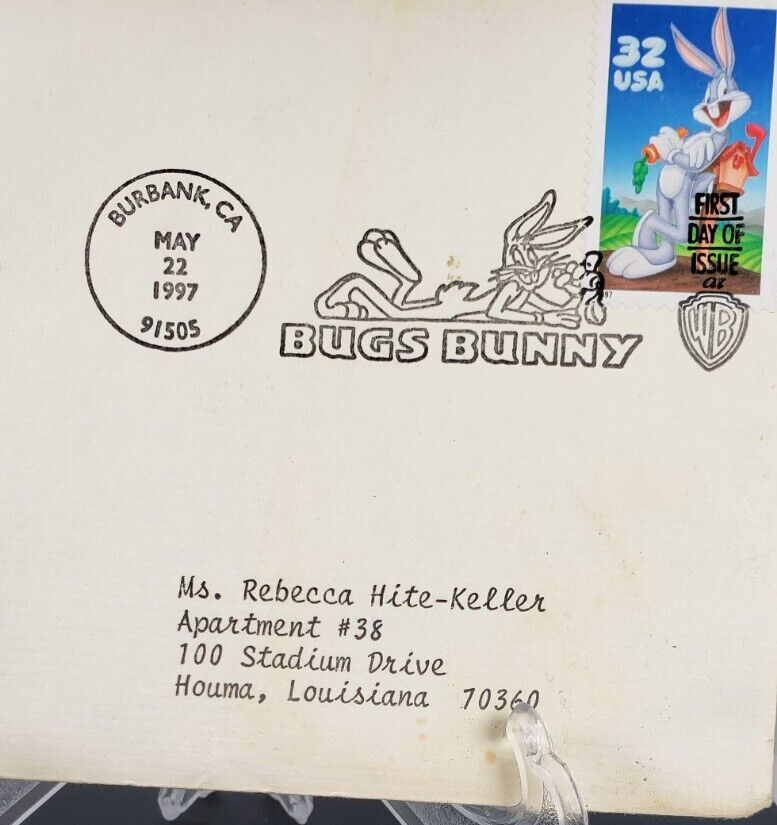 32
USA
BURBANK, CA
MAY
22
1997
91505
FIRST
DAY OF
ISSUE
at
WB
BUGS BUNNY
Ms. Rebecca Hite-Keller
Apartment #38
100 Stadium Drive
Houma, Louisiana 70360